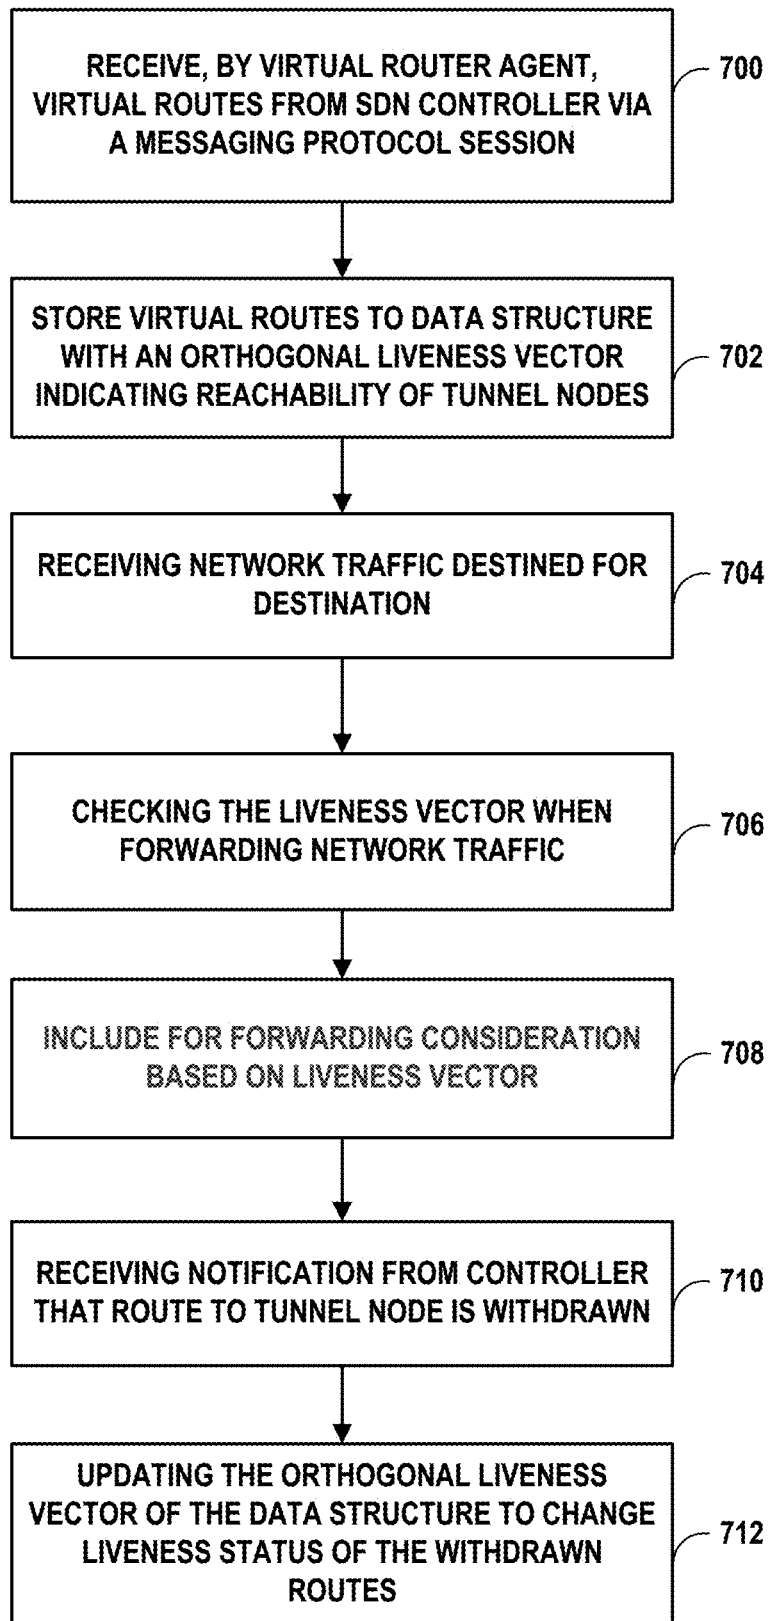 RECEIVE, BY VIRTUAL ROUTER AGENT,
VIRTUAL ROUTES FROM SDN CONTROLLER VIA
A MESSAGING PROTOCOL SESSION
700
STORE VIRTUAL ROUTES TO DATA STRUCTURE
WITH AN ORTHOGONAL LIVENESS VECTOR
INDICATING REACHABILITY OF TUNNEL NODES
702
RECEIVING NETWORK TRAFFIC DESTINED FOR
DESTINATION
704
CHECKING THE LIVENESS VECTOR WHEN
FORWARDING NETWORK TRAFFIC
706
INCLUDE FOR FORWARDING CONSIDERATION
BASED ON LIVENESS VECTOR
708
RECEIVING NOTIFICATION FROM CONTROLLER
THAT ROUTE TO TUNNEL NODE IS WITHDRAWN
710
UPDATING THE ORTHOGONAL LIVENESS
VECTOR OF THE DATA STRUCTURE TO CHANGE
LIVENESS STATUS OF THE WITHDRAWN
ROUTES
712